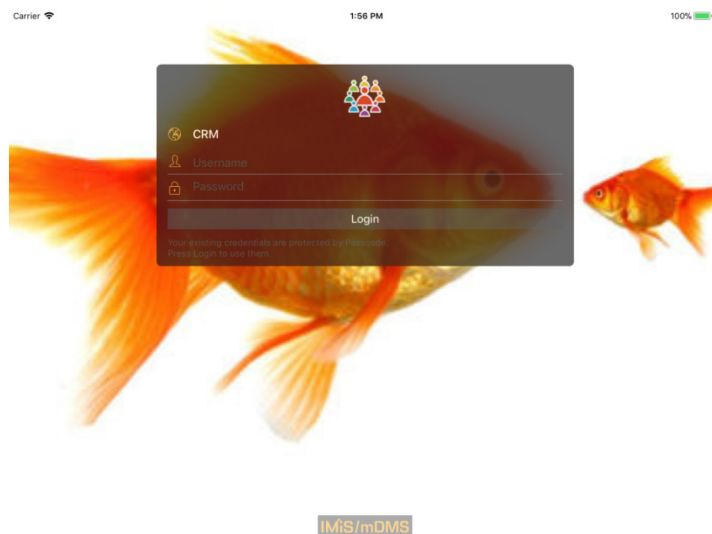 Carrier 1:56 PM 100%
CRM
Username
Password
Login
Your existing credentials are protected by Passcode.
Press Login to use them.
IMiS/mDMS